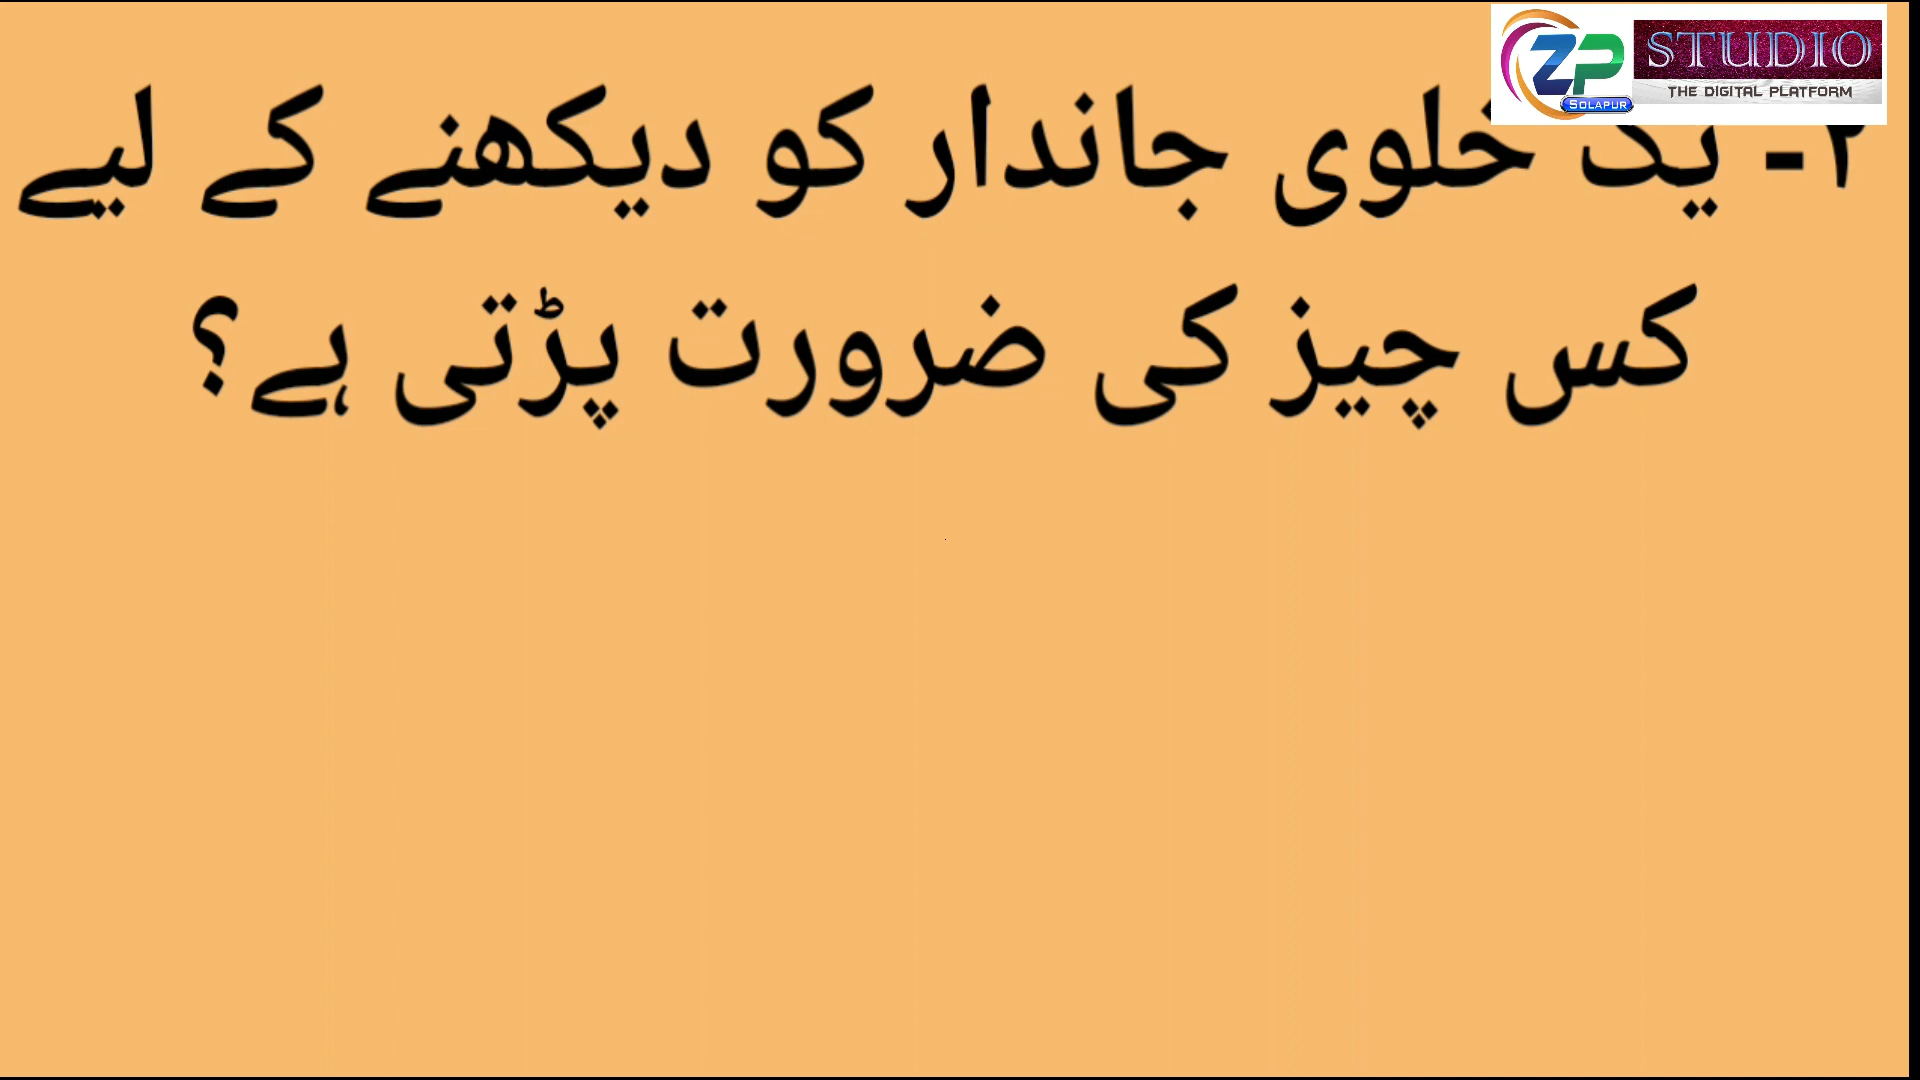 ZP STUDIO
SOLAPUR THE DIGITAL PLATFORM
۲۔ یک خلوی جاندار کو دیکھنے کے لیے
کس چیز کی ضرورت پڑتی ہے؟